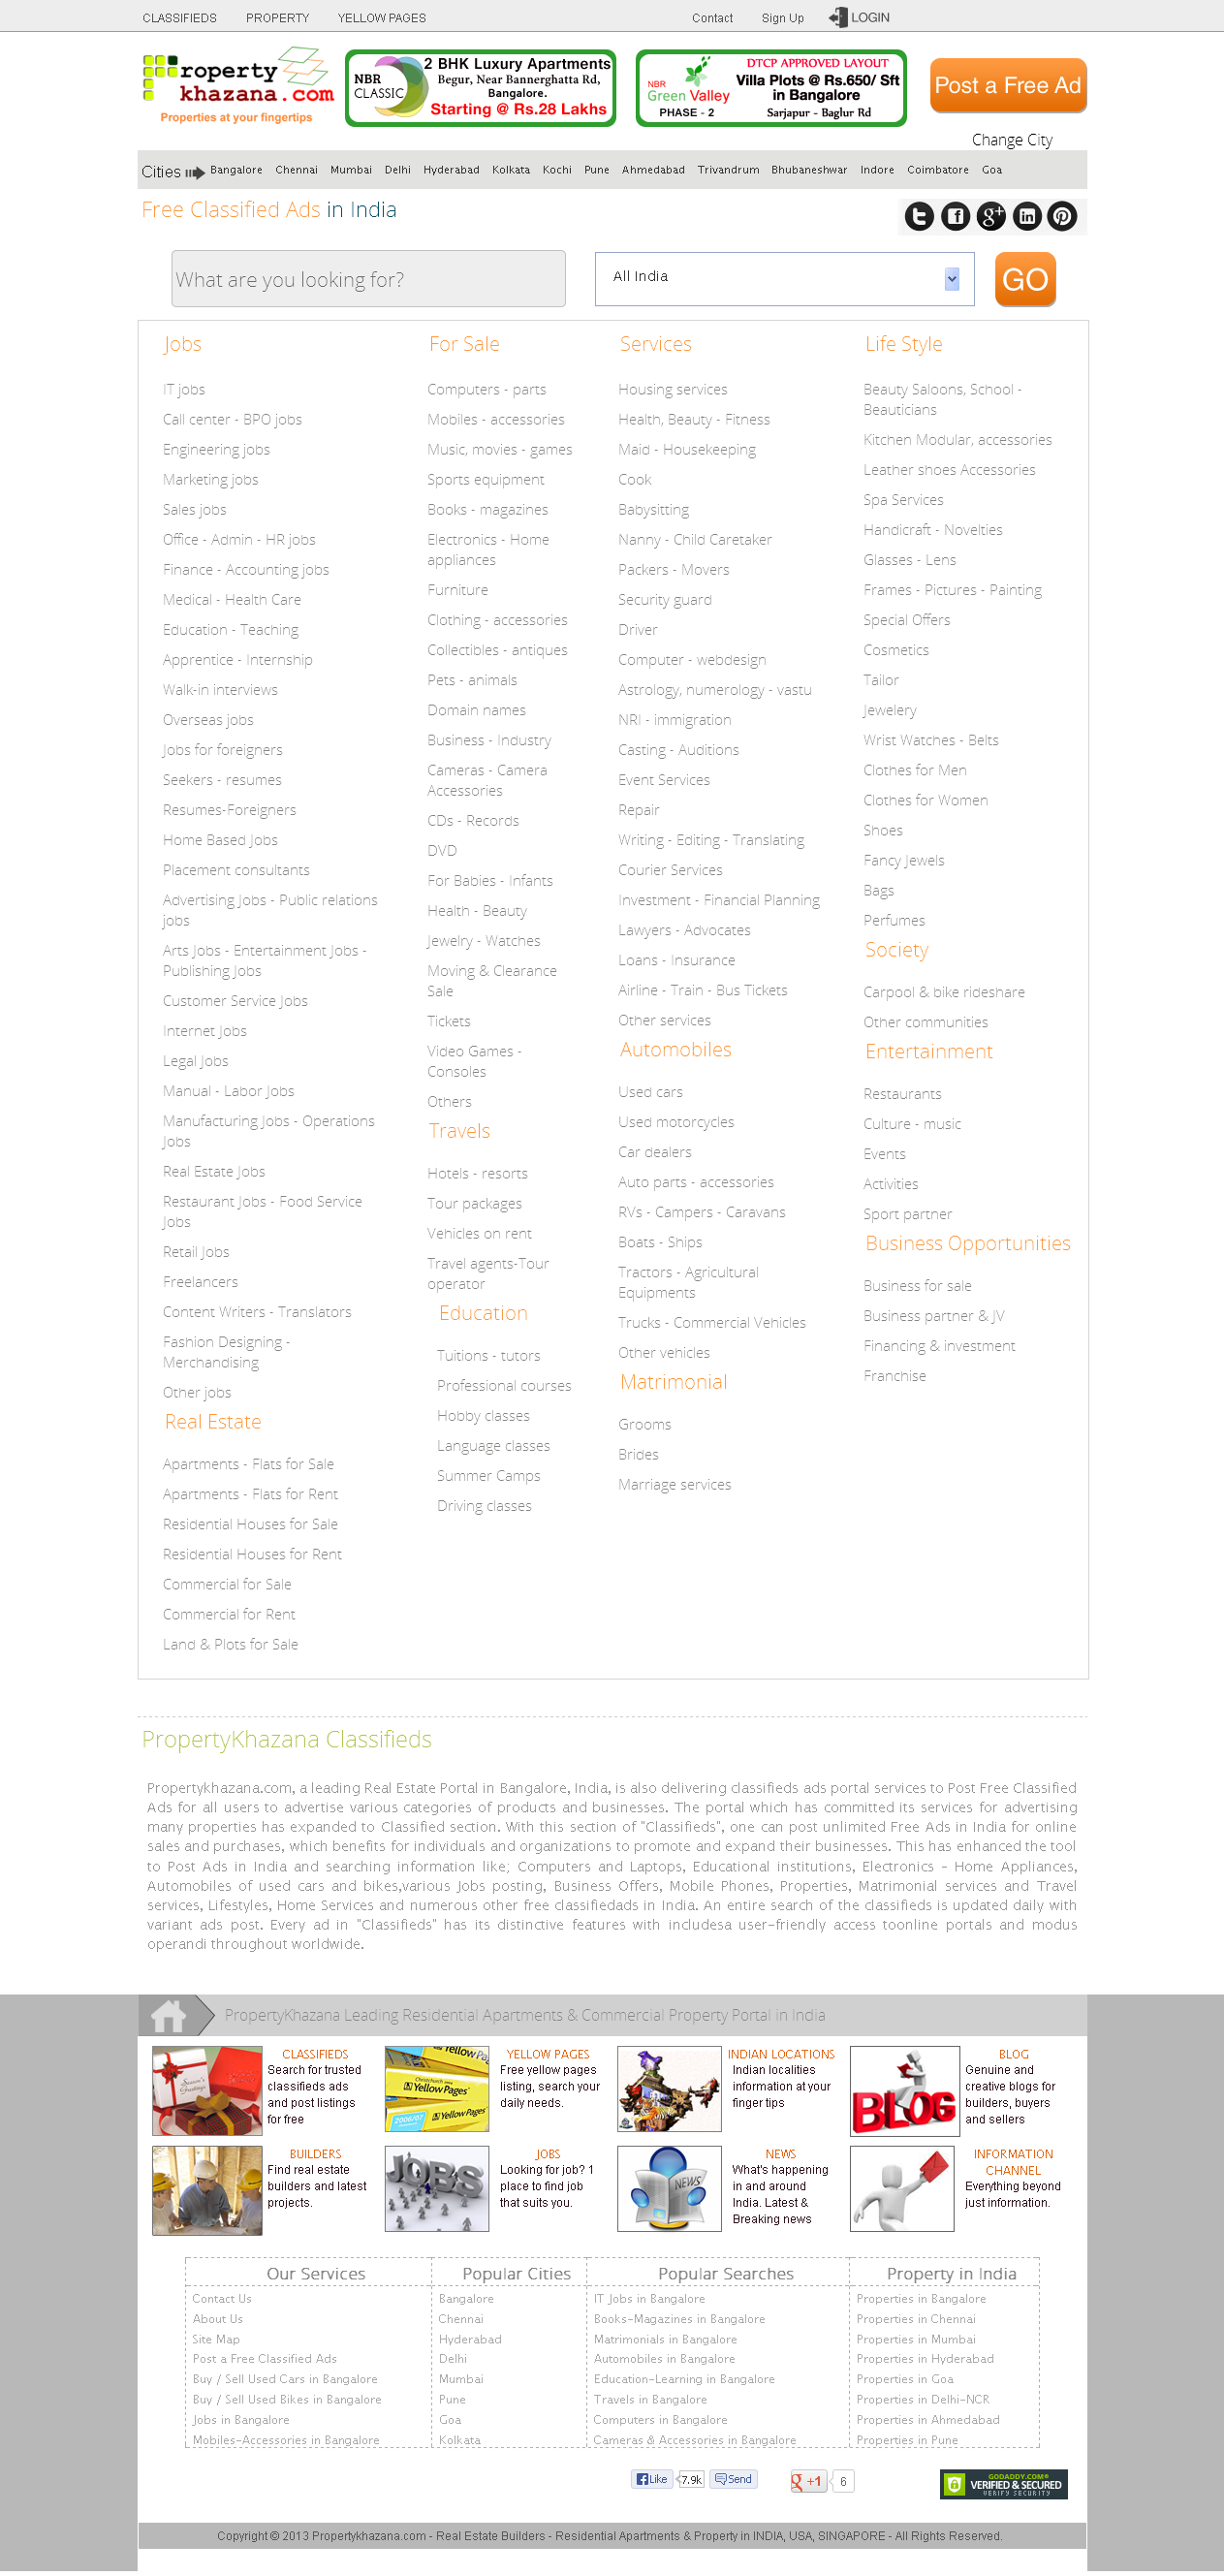 CLASSIFIEDS PROPERTY YELLOW PAGES Contact Sign Up LOGIN
Property
khazana.com
Properties at your fingertips
NBR CLASSIC
2 BHK Luxury Apartments
Begur, Near Bannerghatta Rd,
Bangalore.
Starting @ Rs.28 Lakhs
NBR
Green Valley
PHASE - 2
DTCP APPROVED LAYOUT
Villa Plots @ Rs.650/ Sft
in Bangalore
Sarjapur - Baglur Rd
Post a Free Ad
Change City
Cities Bangalore Chennai Mumbai Delhi Hyderabad Kolkata Kochi Pune Ahmedabad Trivandrum Bhubaneshwar Indore Coimbatore Goa
Free Classified Ads in India
What are you looking for?
All India
GO
Jobs
IT jobs
Call center - BPO jobs
Engineering jobs
Marketing jobs
Sales jobs
Office - Admin - HR jobs
Finance - Accounting jobs
Medical - Health Care
Education - Teaching
Apprentice - Internship
Walk-in interviews
Overseas jobs
Jobs for foreigners
Seekers - resumes
Resumes-Foreigners
Home Based Jobs
Placement consultants
Advertising Jobs - Public relations
jobs
Arts Jobs - Entertainment Jobs -
Publishing Jobs
Customer Service Jobs
Internet Jobs
Legal Jobs
Manual - Labor Jobs
Manufacturing Jobs - Operations
Jobs
Real Estate Jobs
Restaurant Jobs - Food Service
Jobs
Retail Jobs
Freelancers
Content Writers - Translators
Fashion Designing -
Merchandising
Other jobs
Real Estate
Apartments - Flats for Sale
Apartments - Flats for Rent
Residential Houses for Sale
Residential Houses for Rent
Commercial for Sale
Commercial for Rent
Land & Plots for Sale
For Sale
Computers - parts
Mobiles - accessories
Music, movies - games
Sports equipment
Books - magazines
Electronics - Home
appliances
Furniture
Clothing - accessories
Collectibles - antiques
Pets - animals
Domain names
Business - Industry
Cameras - Camera
Accessories
CDs - Records
DVD
For Babies - Infants
Health - Beauty
Jewelry - Watches
Moving & Clearance
Sale
Tickets
Video Games -
Consoles
Others
Travels
Hotels - resorts
Tour packages
Vehicles on rent
Travel agents-Tour
operator
Education
Tuitions - tutors
Professional courses
Hobby classes
Language classes
Summer Camps
Driving classes
Services
Housing services
Health, Beauty - Fitness
Maid - Housekeeping
Cook
Babysitting
Nanny - Child Caretaker
Packers - Movers
Security guard
Driver
Computer - webdesign
Astrology, numerology - vastu
NRI - immigration
Casting - Auditions
Event Services
Repair
Writing - Editing - Translating
Courier Services
Investment - Financial Planning
Lawyers - Advocates
Loans - Insurance
Airline - Train - Bus Tickets
Other services
Automobiles
Used cars
Used motorcycles
Car dealers
Auto parts - accessories
RVs - Campers - Caravans
Boats - Ships
Tractors - Agricultural
Equipments
Trucks - Commercial Vehicles
Other vehicles
Matrimonial
Grooms
Brides
Marriage services
Life Style
Beauty Saloons, School -
Beauticians
Kitchen Modular, accessories
Leather shoes Accessories
Spa Services
Handicraft - Novelties
Glasses - Lens
Frames - Pictures - Painting
Special Offers
Cosmetics
Tailor
Jewelery
Wrist Watches - Belts
Clothes for Men
Clothes for Women
Shoes
Fancy Jewels
Bags
Perfumes
Society
Carpool & bike rideshare
Other communities
Entertainment
Restaurants
Culture - music
Events
Activities
Sport partner
Business Opportunities
Business for sale
Business partner & JV
Financing & investment
Franchise
PropertyKhazana Classifieds
Propertykhazana.com, a leading Real Estate Portal in Bangalore, India, is also delivering classifieds ads portal services to Post Free Classified
Ads for all users to advertise various categories of products and businesses. The portal which has committed its services for advertising
many properties has expanded to Classified section. With this section of "Classifieds", one can post unlimited Free Ads in India for online
sales and purchases, which benefits for individuals and organizations to promote and expand their businesses. This has enhanced the tool
to Post Ads in India and searching information like; Computers and Laptops, Educational institutions, Electronics - Home Appliances,
Automobiles of used cars and bikes,various Jobs posting, Business Offers, Mobile Phones, Properties, Matrimonial services and Travel
services, Lifestyles, Home Services and numerous other free classifiedads in India. An entire search of the classifieds is updated daily with
variant ads post. Every ad in "Classifieds" has its distinctive features with includesa user-friendly access toonline portals and modus
operandi throughout worldwide.
PropertyKhazana Leading Residential Apartments & Commercial Property Portal in India
CLASSIFIEDS
Search for trusted
classifieds ads
and post listings
for free
YELLOW PAGES
Free yellow pages
listing, search your
daily needs.
INDIAN LOCATIONS
Indian localities
information at your
finger tips
BLOG
Genuine and
creative blogs for
builders, buyers
and sellers
BUILDERS
Find real estate
builders and latest
projects.
JOBS
Looking for job? 1
place to find job
that suits you.
NEWS
What's happening
in and around
India. Latest &
Breaking news
INFORMATION
CHANNEL
Everything beyond
just information.
Yellow Pages
Yellow Pages
2006/07
BLOG
JOBS
NEWS
Our Services
Contact Us
About Us
Site Map
Post a Free Classified Ads
Buy / Sell Used Cars in Bangalore
Buy / Sell Used Bikes in Bangalore
Jobs in Bangalore
Mobiles-Accessories in Bangalore
Popular Cities
Bangalore
Chennai
Hyderabad
Delhi
Mumbai
Pune
Goa
Kolkata
Popular Searches
IT Jobs in Bangalore
Books-Magazines in Bangalore
Matrimonials in Bangalore
Automobiles in Bangalore
Education-Learning in Bangalore
Travels in Bangalore
Computers in Bangalore
Cameras & Accessories in Bangalore
Property in India
Properties in Bangalore
Properties in Chennai
Properties in Mumbai
Properties in Hyderabad
Properties in Goa
Properties in Delhi-NCR
Properties in Ahmedabad
Properties in Pune
Like 7.9k Send
g +1 6
GODADDY.COM
VERIFIED & SECURED
VERIFY SECURITY
Copyright © 2013 Propertykhazana.com - Real Estate Builders - Residential Apartments & Property in INDIA, USA, SINGAPORE - All Rights Reserved.